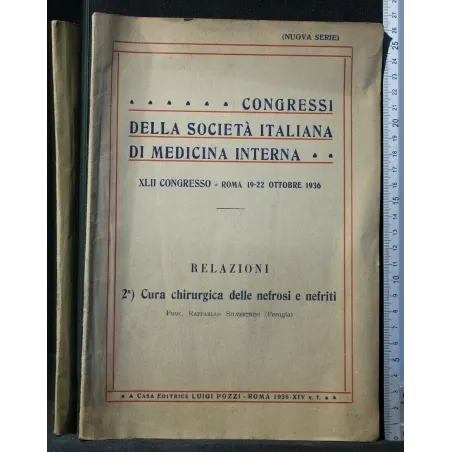 (NUOVA SERIE)
CONGRESSI
DELLA SOCIETÀ ITALIANA
DI MEDICINA INTERNA
XLII CONGRESSO - ROMA 19-22 OTTOBRE 1936
RELAZIONI
2ª) Cura chirurgica delle nefrosi e nefriti
PROF. RAFFAELLO SILVESTRINI (Perugia)
CASA EDITRICE LUIGI POZZI - ROMA 1936-XIV e. f.